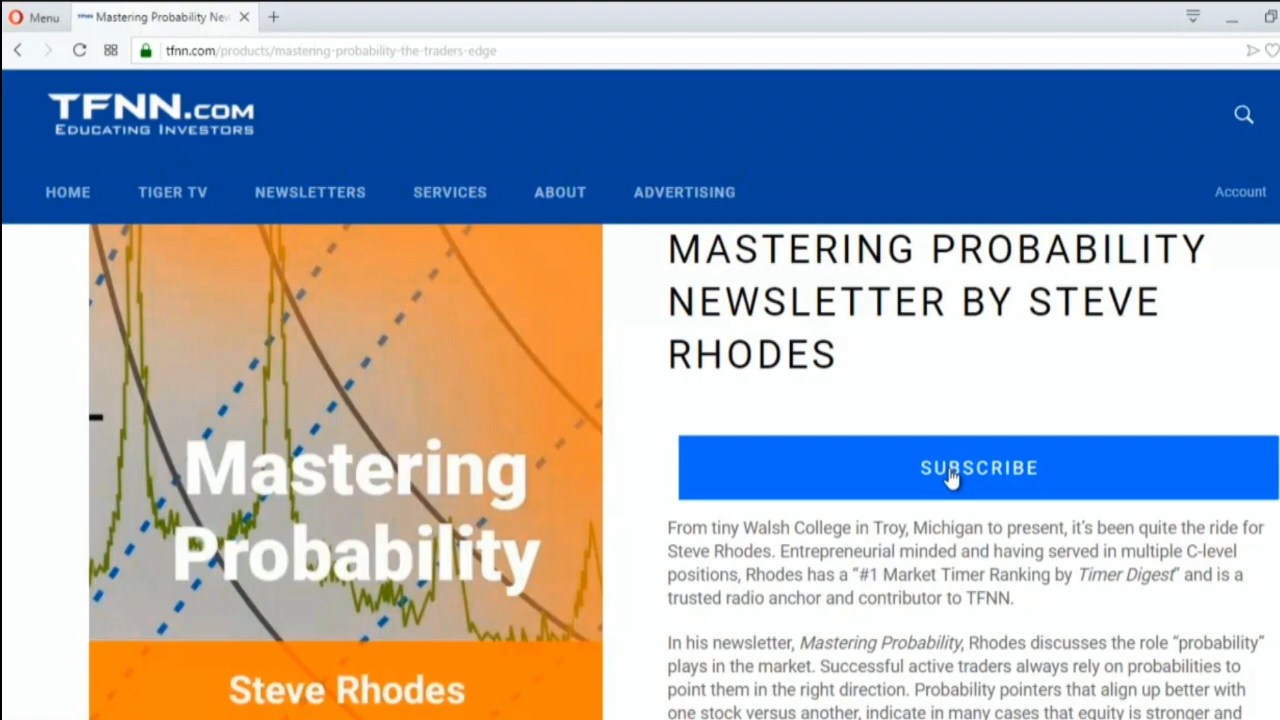 Menu
Mastering Probability New
tfnn.com/products/mastering-probability-the-traders-edge
TFNN.COM
EDUCATING INVESTORS
HOME TIGER TV NEWSLETTERS SERVICES ABOUT ADVERTISING Account
Mastering
Probability
Steve Rhodes
MASTERING PROBABILITY
NEWSLETTER BY STEVE
RHODES
SUBSCRIBE
From tiny Walsh College in Troy, Michigan to present, it's been quite the ride for
Steve Rhodes. Entrepreneurial minded and having served in multiple C-level
positions, Rhodes has a “#1 Market Timer Ranking by Timer Digest” and is a
trusted radio anchor and contributor to TFNN.
In his newsletter, Mastering Probability, Rhodes discusses the role “probability”
plays in the market. Successful active traders always rely on probabilities to
point them in the right direction. Probability pointers that align up better with
one stock versus another, indicate in many cases that equity is stronger and